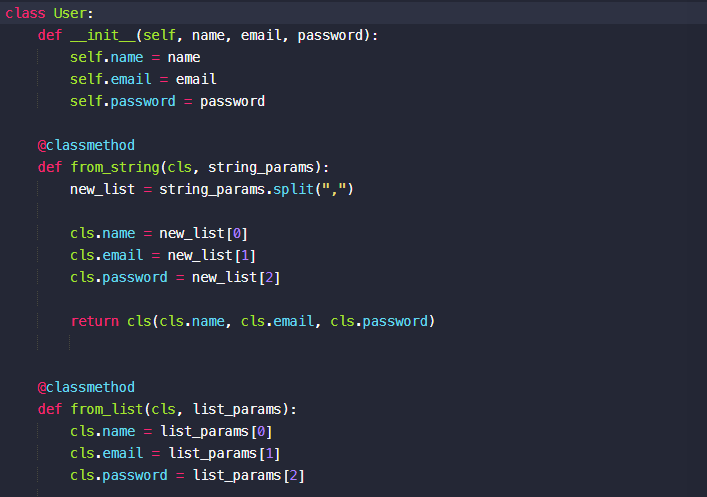 class User:
    def __init__(self, name, email, password):
        self.name = name
        self.email = email
        self.password = password

    @classmethod
    def from_string(cls, string_params):
        new_list = string_params.split(",")

        cls.name = new_list[0]
        cls.email = new_list[1]
        cls.password = new_list[2]

        return cls(cls.name, cls.email, cls.password)


    @classmethod
    def from_list(cls, list_params):
        cls.name = list_params[0]
        cls.email = list_params[1]
        cls.password = list_params[2]